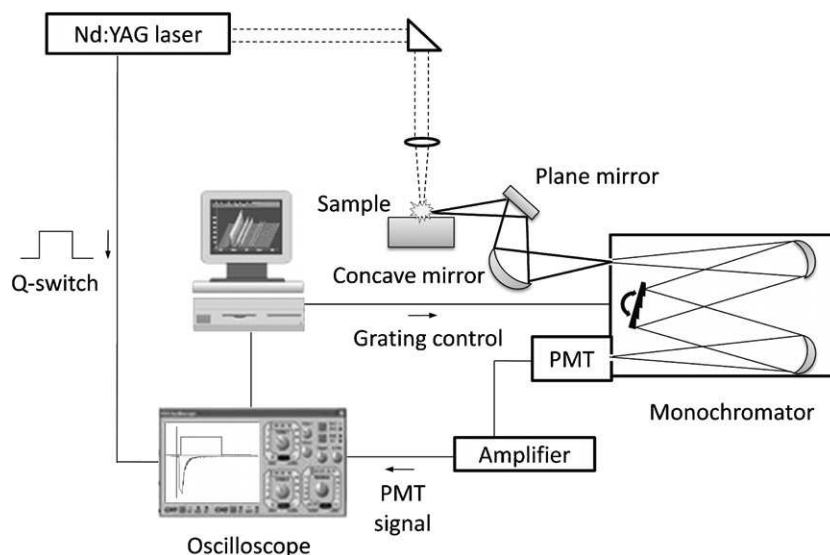 Nd:YAG laser
Plane mirror
Sample
Concave mirror
Q-switch
Grating control
PMT
Monochromator
Amplifier
PMT
signal
Oscilloscope